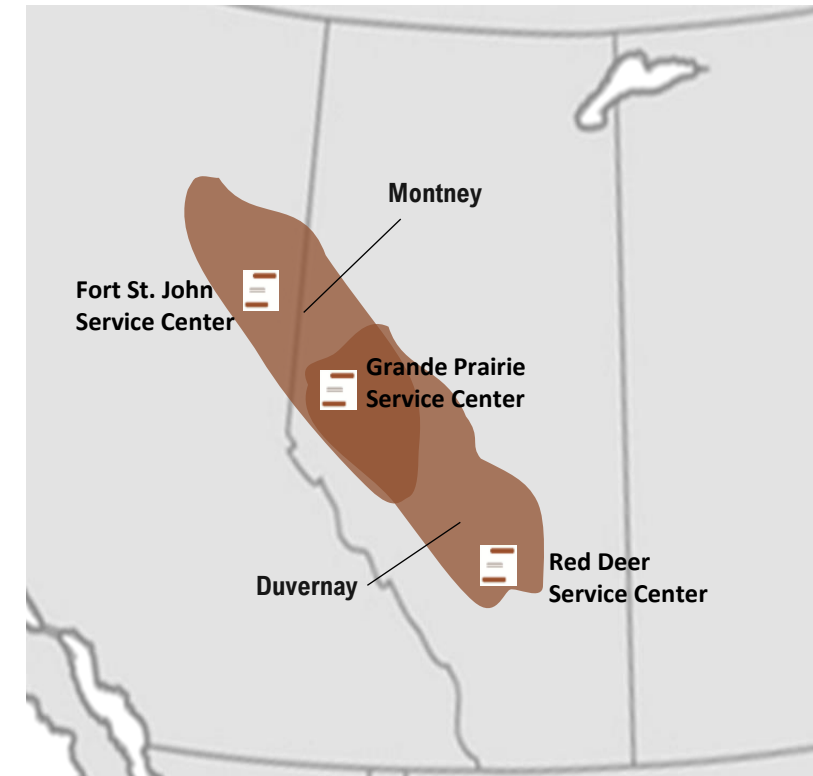 Montney
Fort St. John
Service Center
Grande Prairie
Service Center
Duvernay
Red Deer
Service Center